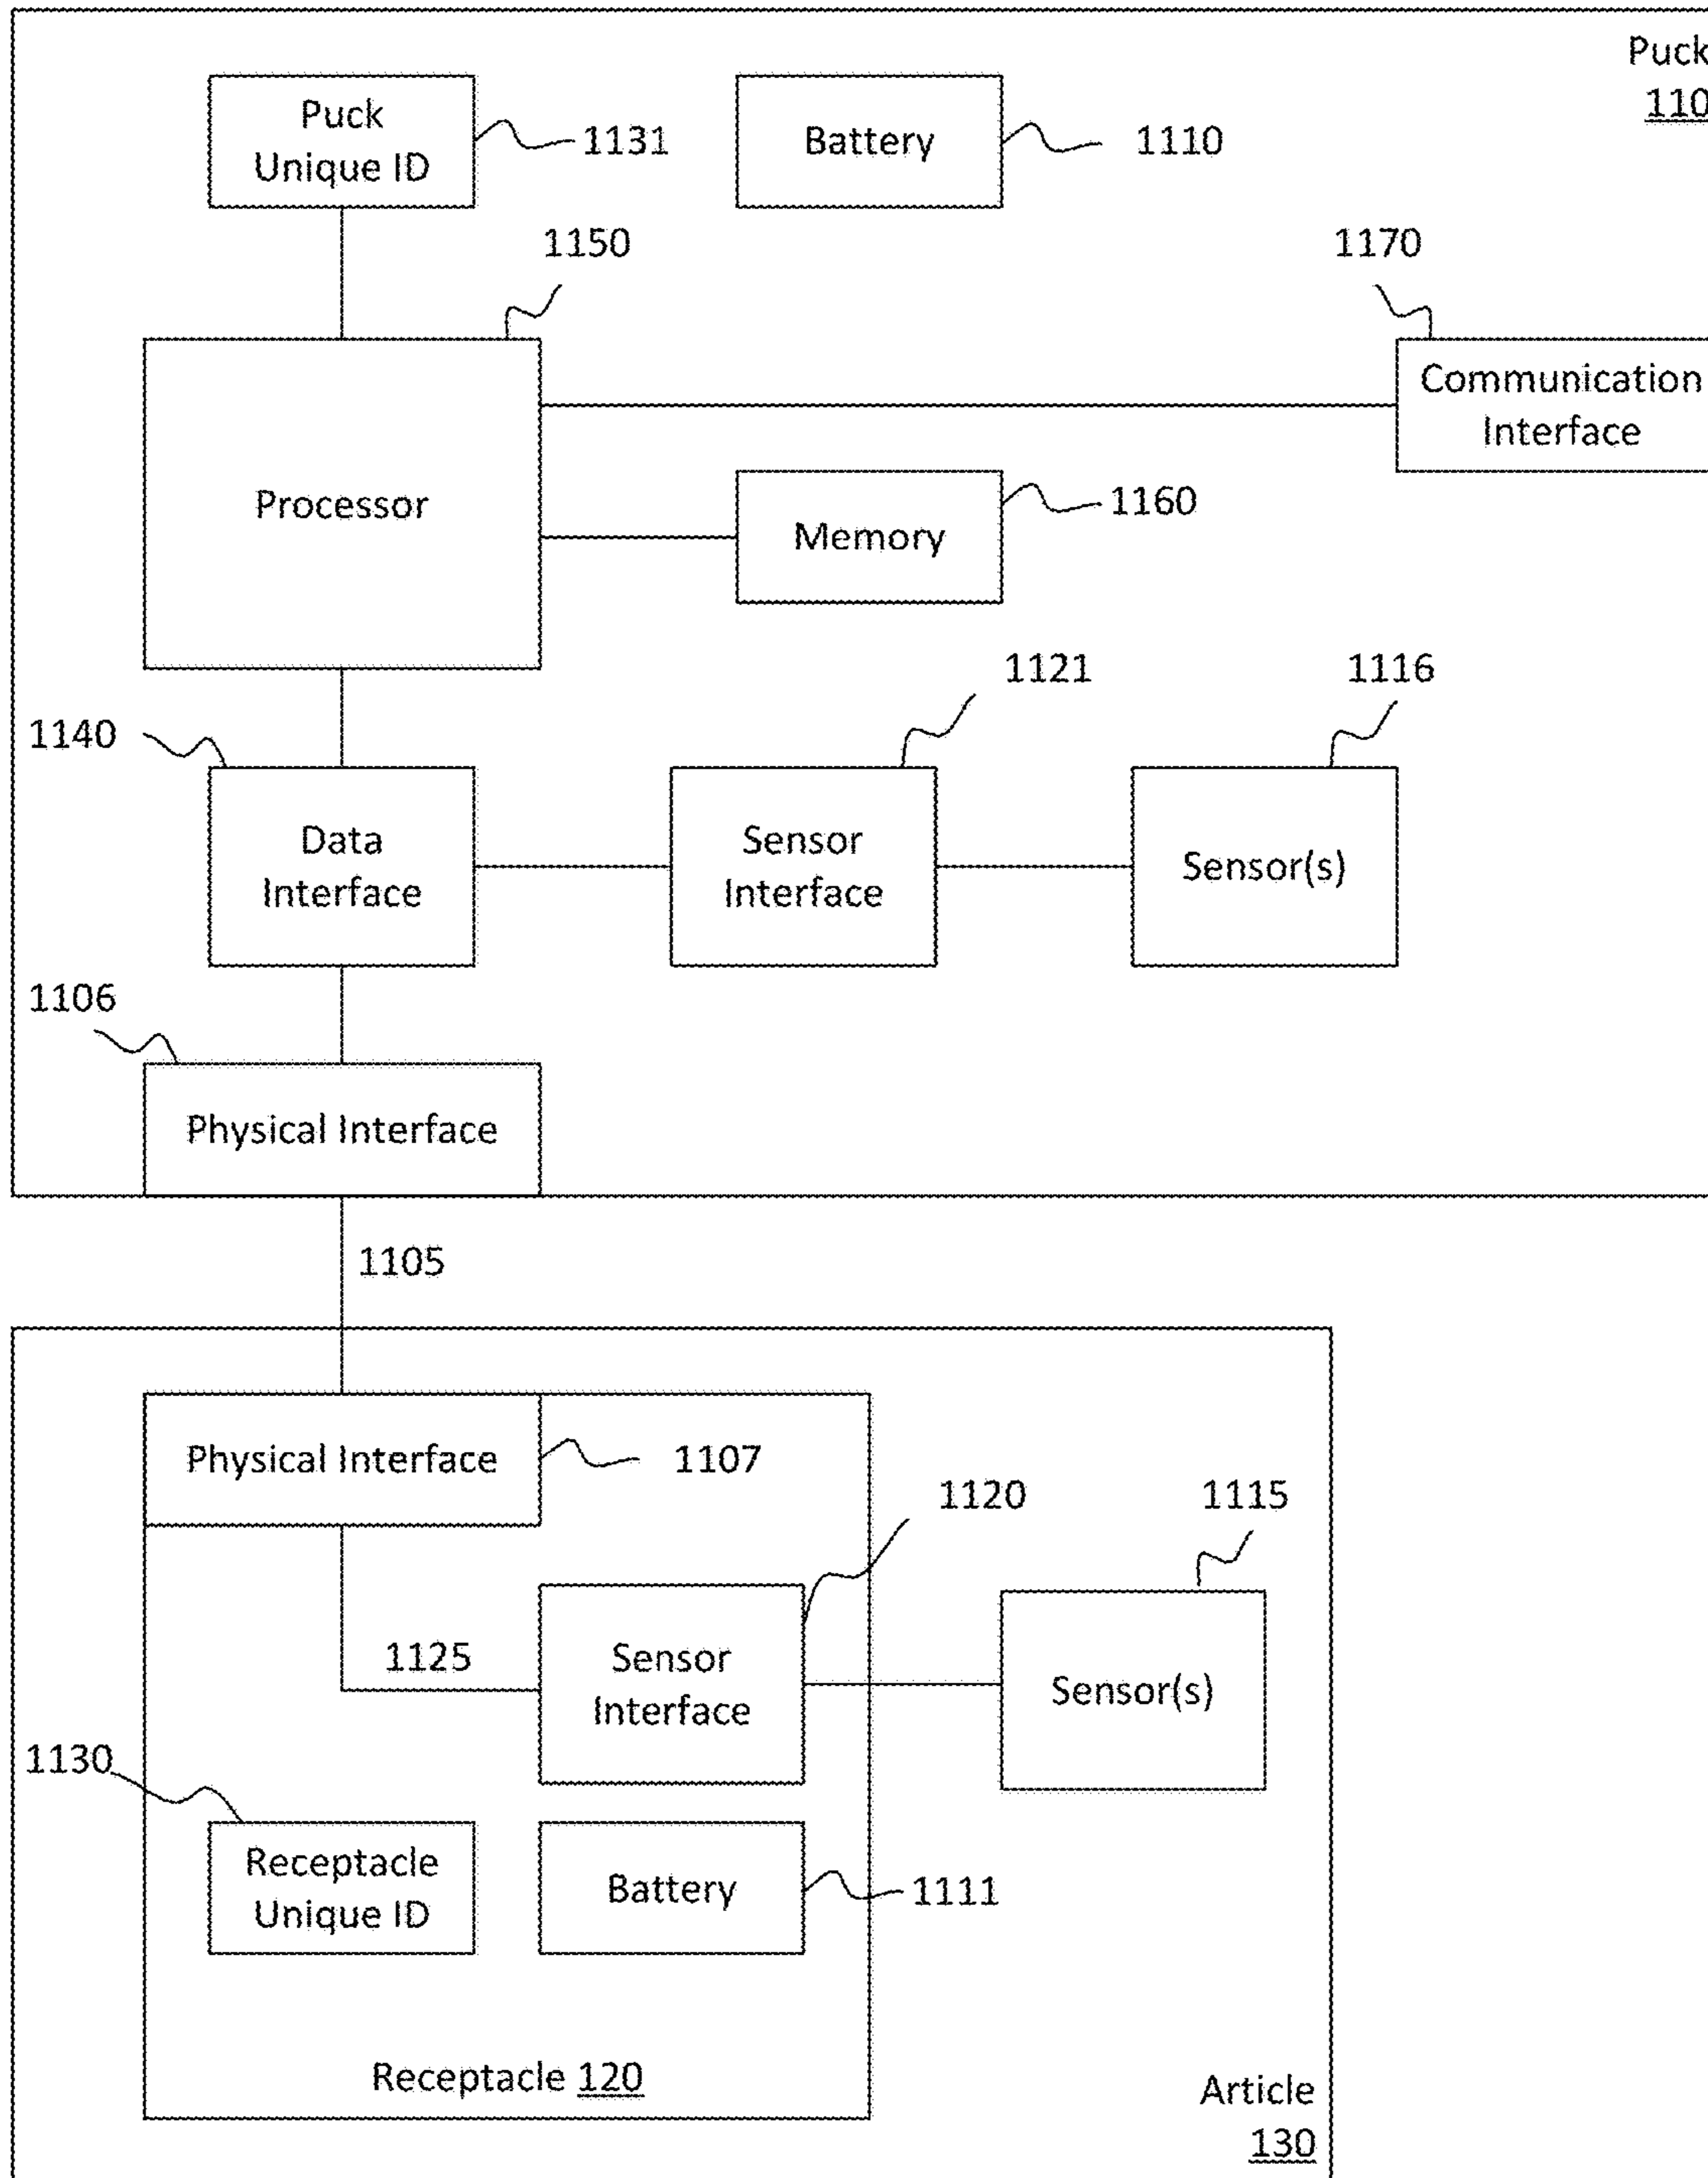 Puck
110
Puck
Unique ID
1131
Battery
1110
1150
1170
Processor
Communication
Interface
Memory
1160
1121
1116
1140
Data
Interface
Sensor
Interface
Sensor(s)
1106
Physical Interface
1105
Physical Interface
1107
1120
1115
1125
Sensor
Interface
Sensor(s)
1130
Receptacle
Unique ID
Battery
1111
Receptacle 120
Article
130